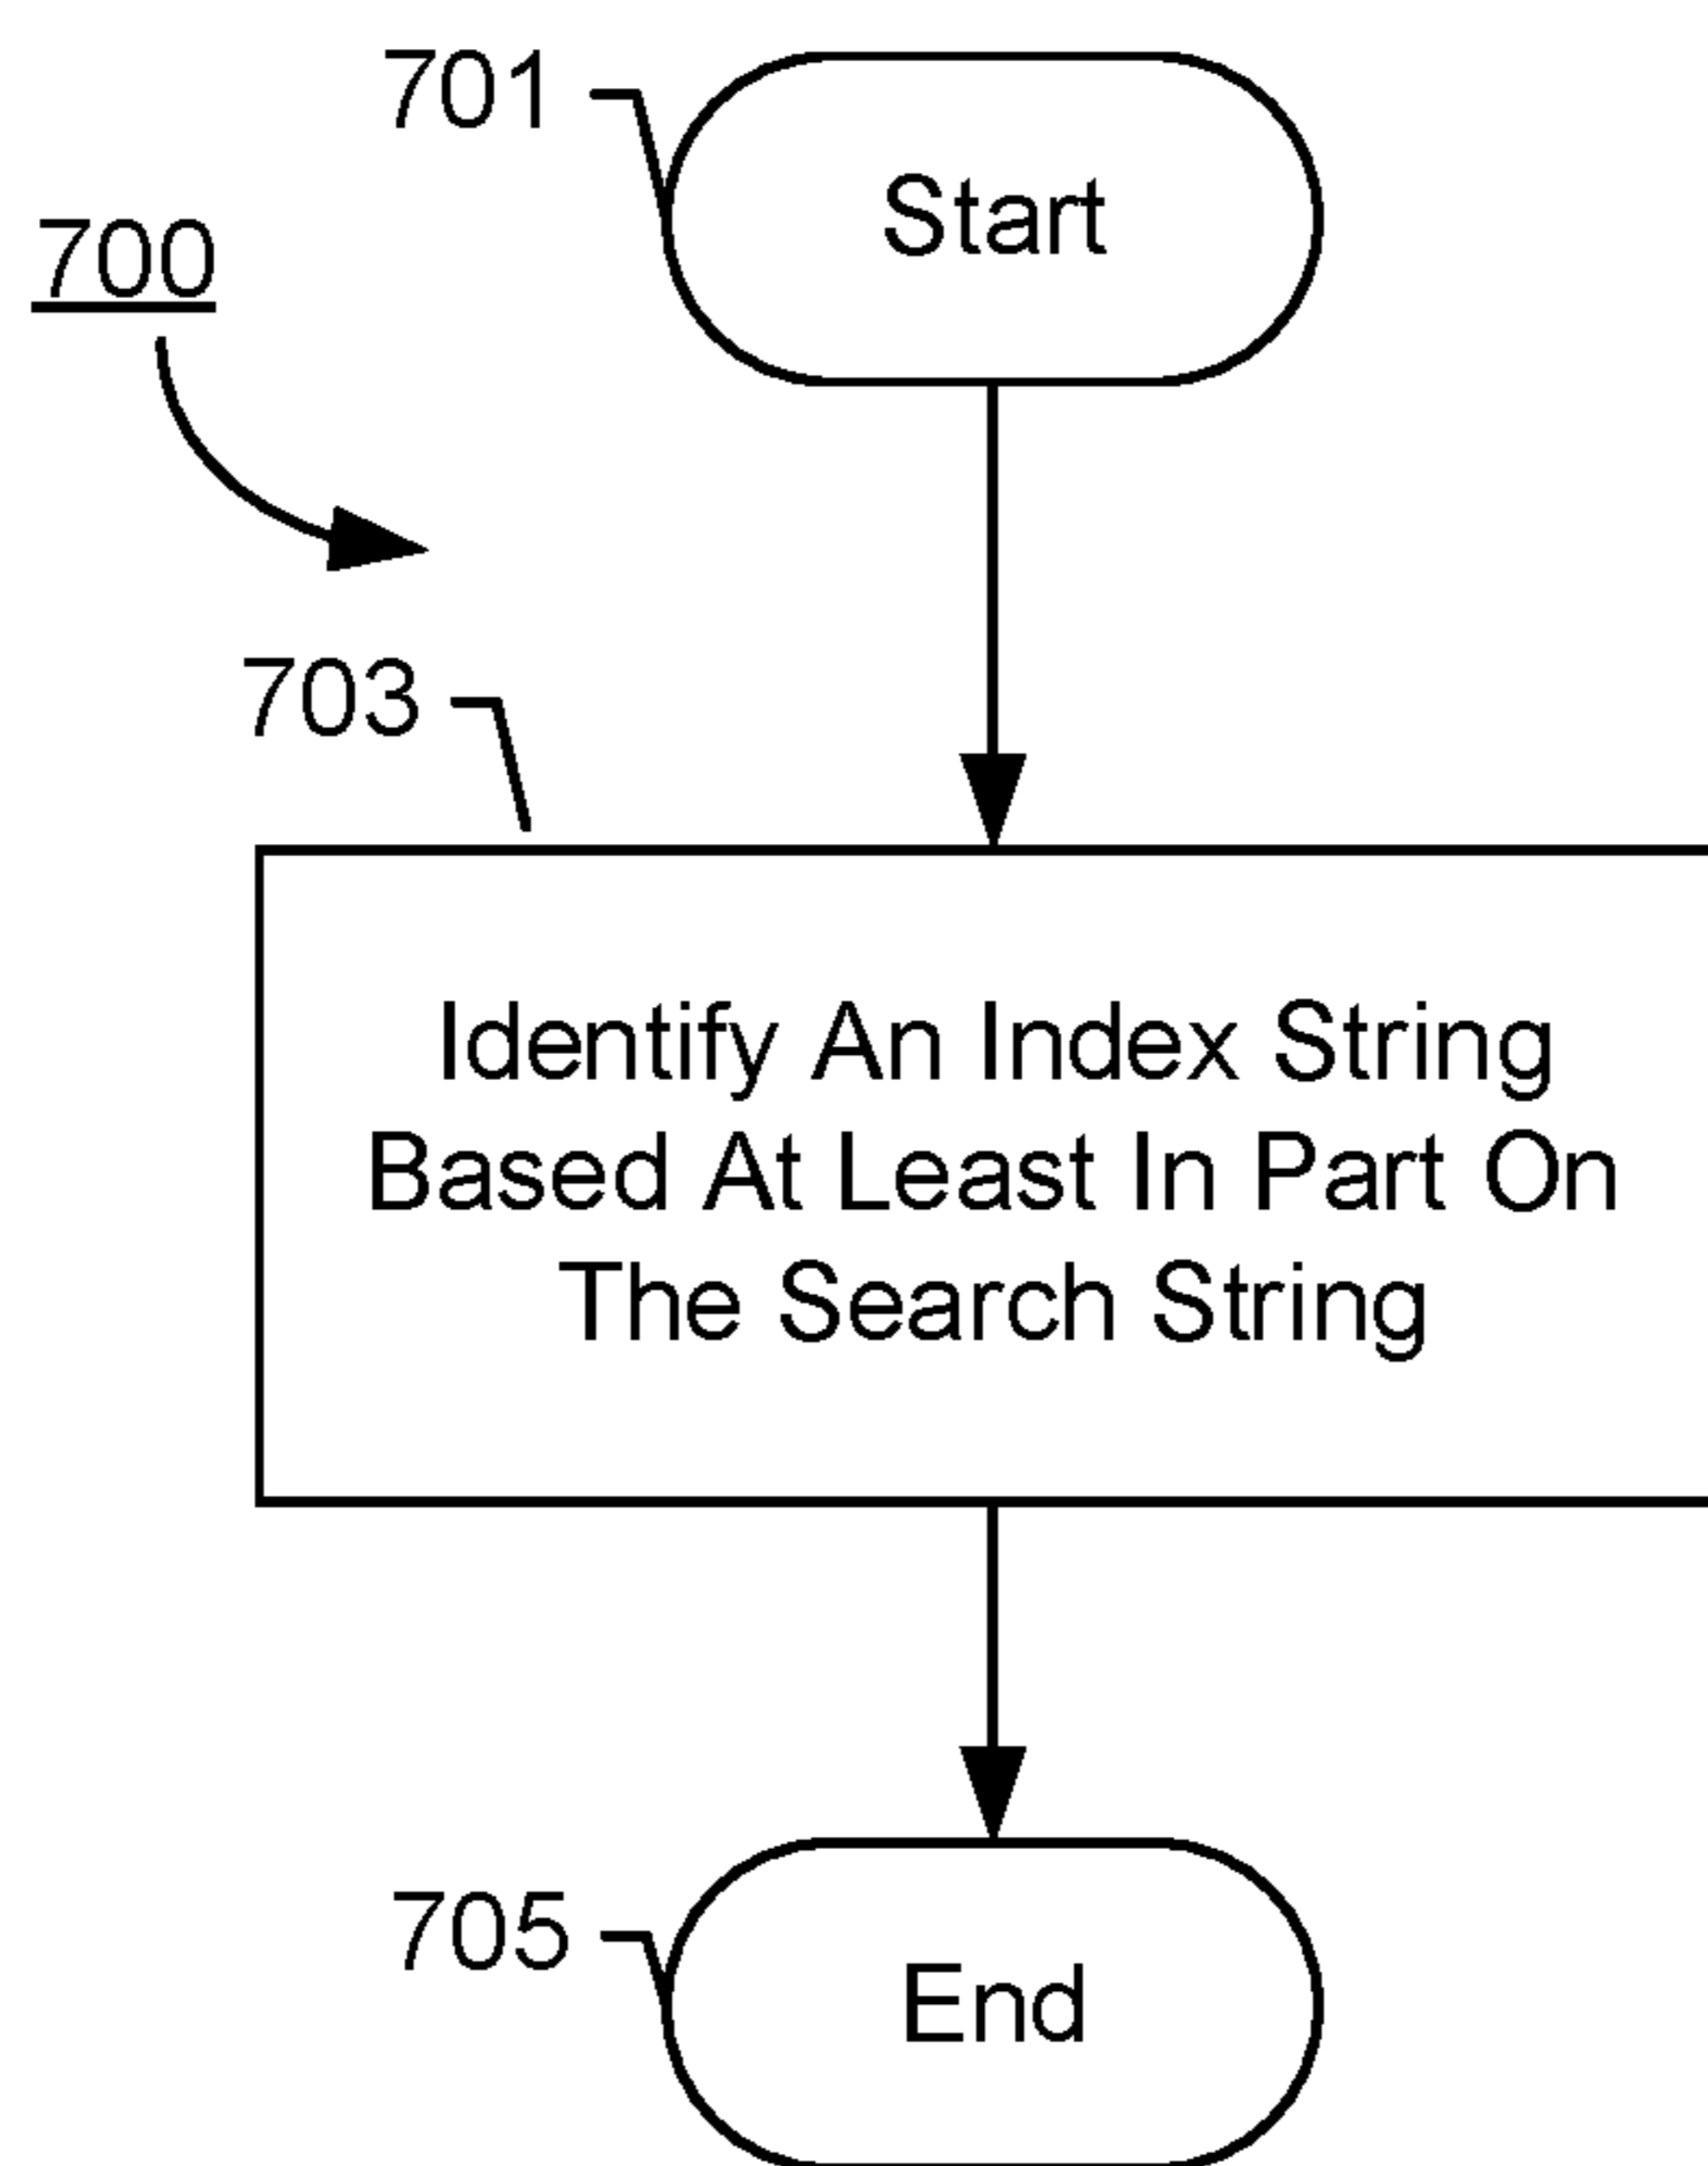 701
Start
700
703
Identify An Index String
Based At Least In Part On
The Search String
705
End